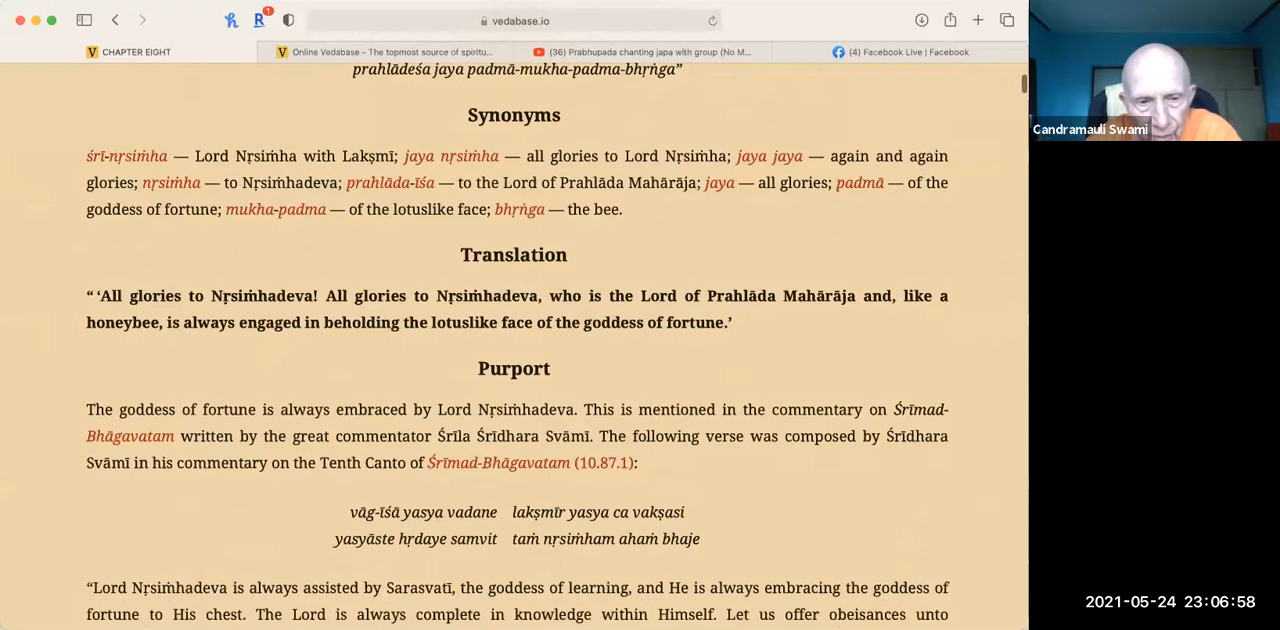 1
vedabase.io
CHAPTER EIGHT
Online Vedabase - The topmost source of spiritu...
(36) Prabhupada chanting japa with group (No M...
(4) Facebook Live | Facebook
prahlādeśa jaya padmā-mukha-padma-bhṛṅga”
Synonyms
śrī-nṛsiṁha — Lord Nṛsiṁha with Lakṣmī; jaya nṛsiṁha — all glories to Lord Nṛsiṁha; jaya jaya — again and again
glories; nṛsiṁha — to Nṛsiṁhadeva; prahlāda-īśa — to the Lord of Prahlāda Mahārāja; jaya — all glories; padmā — of the
goddess of fortune; mukha-padma — of the lotuslike face; bhṛṅga — the bee.
Translation
“ ‘All glories to Nṛsiṁhadeva! All glories to Nṛsiṁhadeva, who is the Lord of Prahlāda Mahārāja and, like a
honeybee, is always engaged in beholding the lotuslike face of the goddess of fortune.’
Purport
The goddess of fortune is always embraced by Lord Nṛsiṁhadeva. This is mentioned in the commentary on Śrīmad-
Bhāgavatam written by the great commentator Śrīla Śrīdhara Svāmī. The following verse was composed by Śrīdhara
Svāmī in his commentary on the Tenth Canto of Śrīmad-Bhāgavatam (10.87.1):
vāg-īśā yasya vadane lakṣmīr yasya ca vakṣasi
yasyāste hṛdaye samvit taṁ nṛsiṁham ahaṁ bhaje
“Lord Nṛsiṁhadeva is always assisted by Sarasvatī, the goddess of learning, and He is always embracing the goddess of
fortune to His chest. The Lord is always complete in knowledge within Himself. Let us offer obeisances unto
Candramauli Swami
2021-05-24 23:06:58